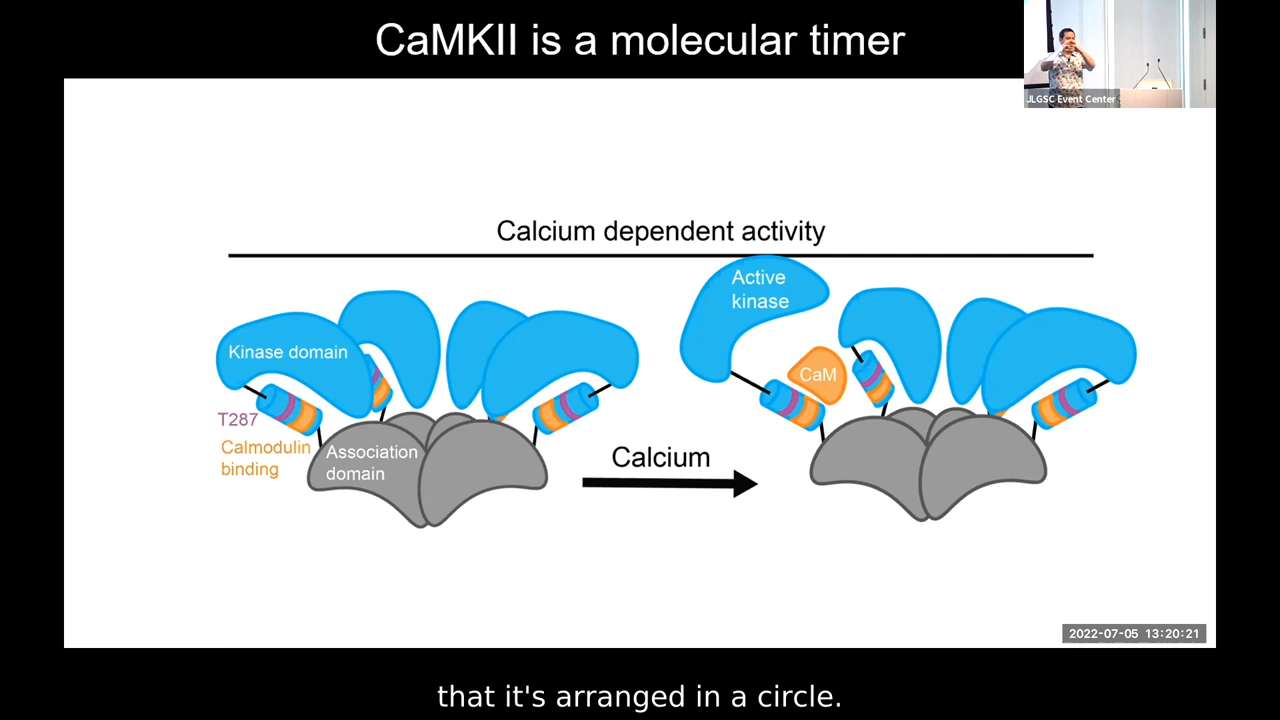 CaMKII is a molecular timer
JLGSC Event Center
Calcium dependent activity
Active
kinase
Kinase domain
CaM
T287
Calmodulin
binding
Association
domain
Calcium
2022-07-05 13:20:21
that it's arranged in a circle.